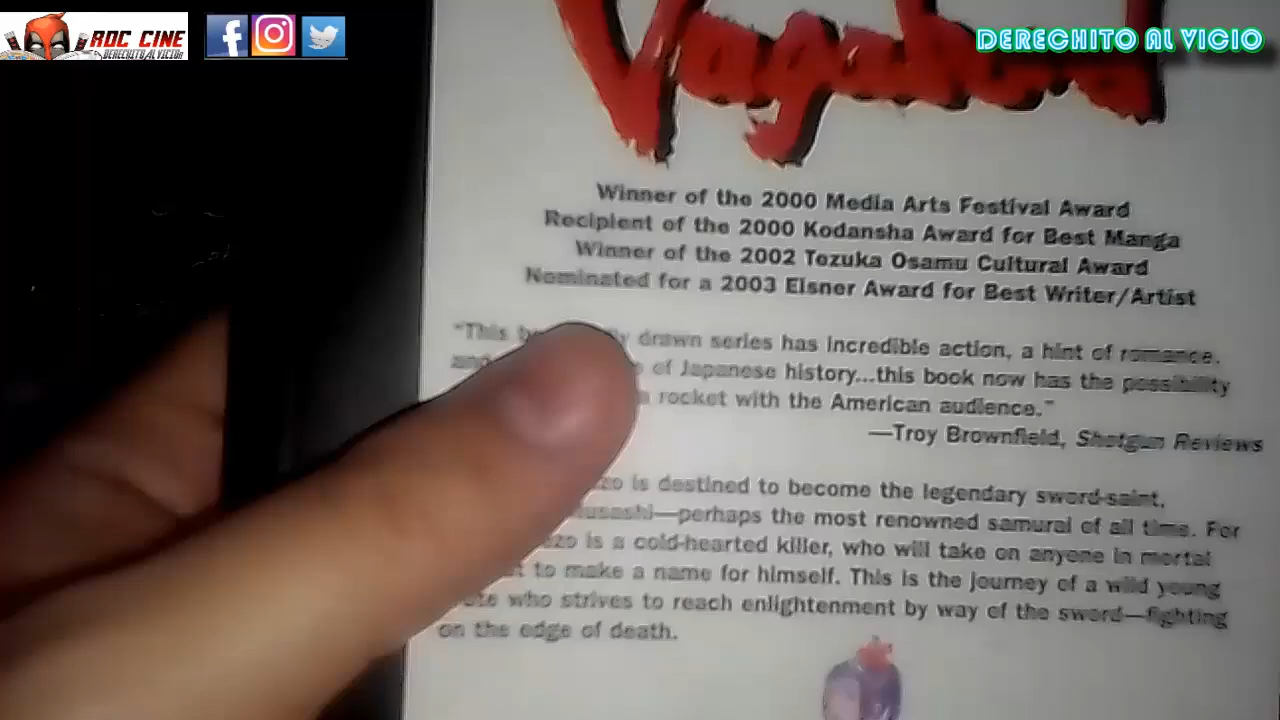 RDC CINE
DERECHITO AL VICIO
DERECHITO AL VICIO
Vagabond
Winner of the 2000 Media Arts Festival Award
Recipient of the 2000 Kodansha Award for Best Manga
Winner of the 2002 Tezuka Osamu Cultural Award
Nominated for a 2003 Eisner Award for Best Writer/Artist
"This drawn series has incredible action, a hint of romance,
of Japanese history...this book now has the possibility
rocket with the American audience."
—Troy Brownfield, Shotgun Reviews
is destined to become the legendary sword-saint,
—perhaps the most renowned samurai of all time. For
is a cold-hearted killer, who will take on anyone in mortal
to make a name for himself. This is the journey of a wild young
who strives to reach enlightenment by way of the sword—fighting
on the edge of death.